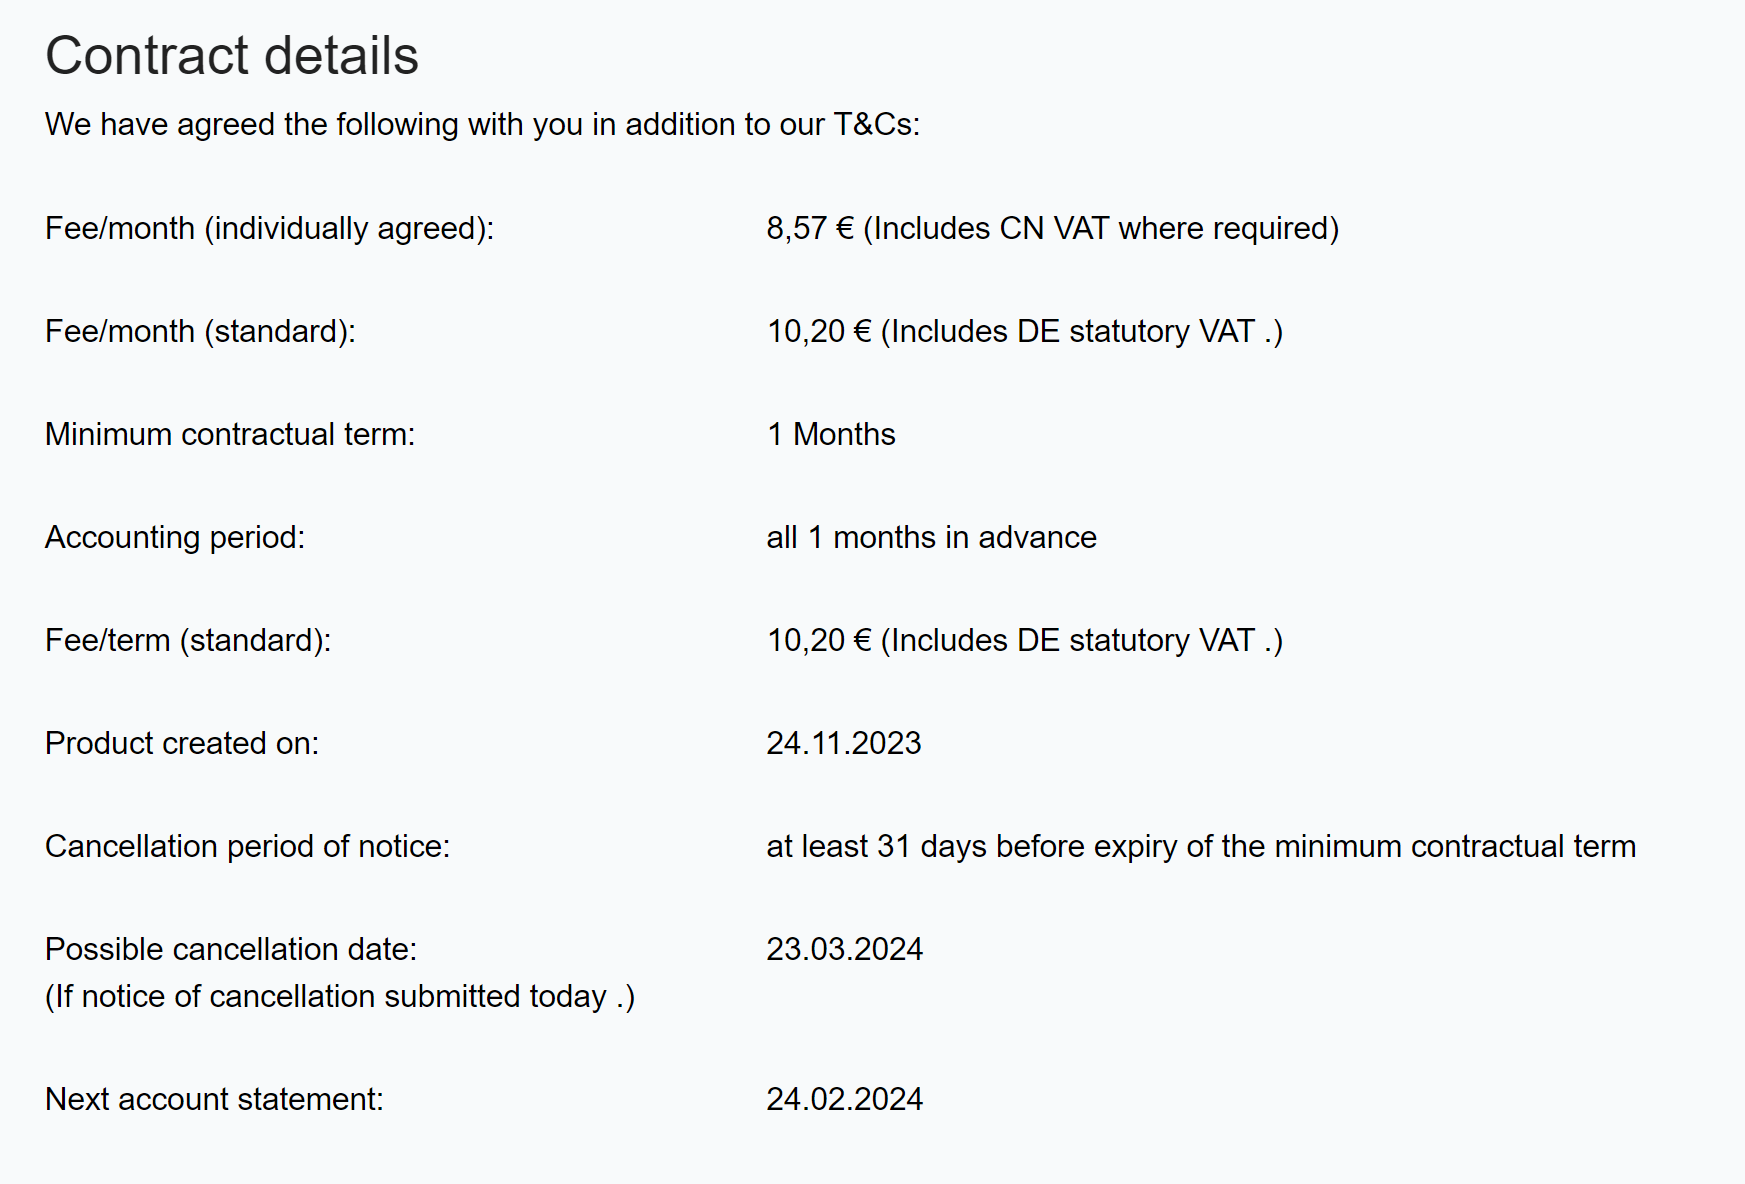 Contract details
We have agreed the following with you in addition to our T&Cs:
Fee/month (individually agreed): 8,57 € (Includes CN VAT where required)
Fee/month (standard): 10,20 € (Includes DE statutory VAT .)
Minimum contractual term: 1 Months
Accounting period: all 1 months in advance
Fee/term (standard): 10,20 € (Includes DE statutory VAT .)
Product created on: 24.11.2023
Cancellation period of notice: at least 31 days before expiry of the minimum contractual term
Possible cancellation date: 23.03.2024
(If notice of cancellation submitted today .)
Next account statement: 24.02.2024